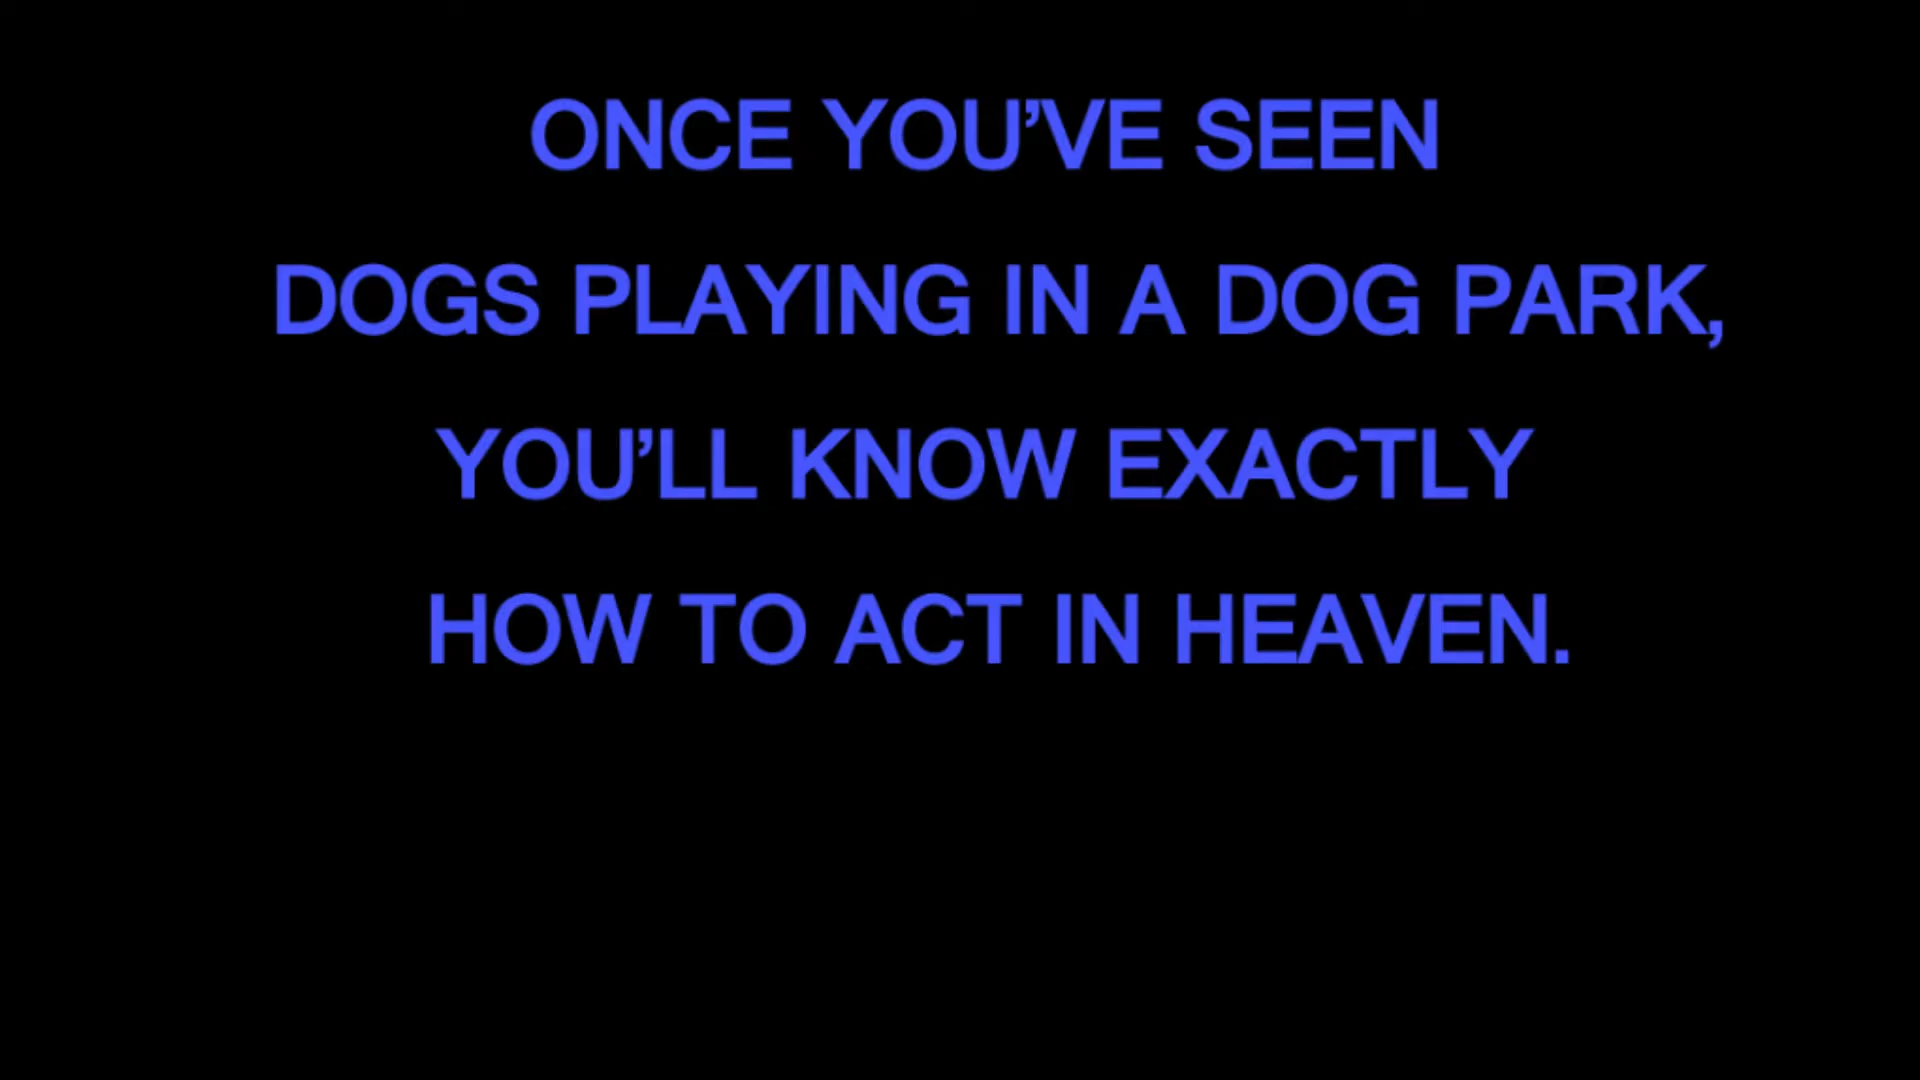 ONCE YOU’VE SEEN
DOGS PLAYING IN A DOG PARK,
YOU’LL KNOW EXACTLY
HOW TO ACT IN HEAVEN.